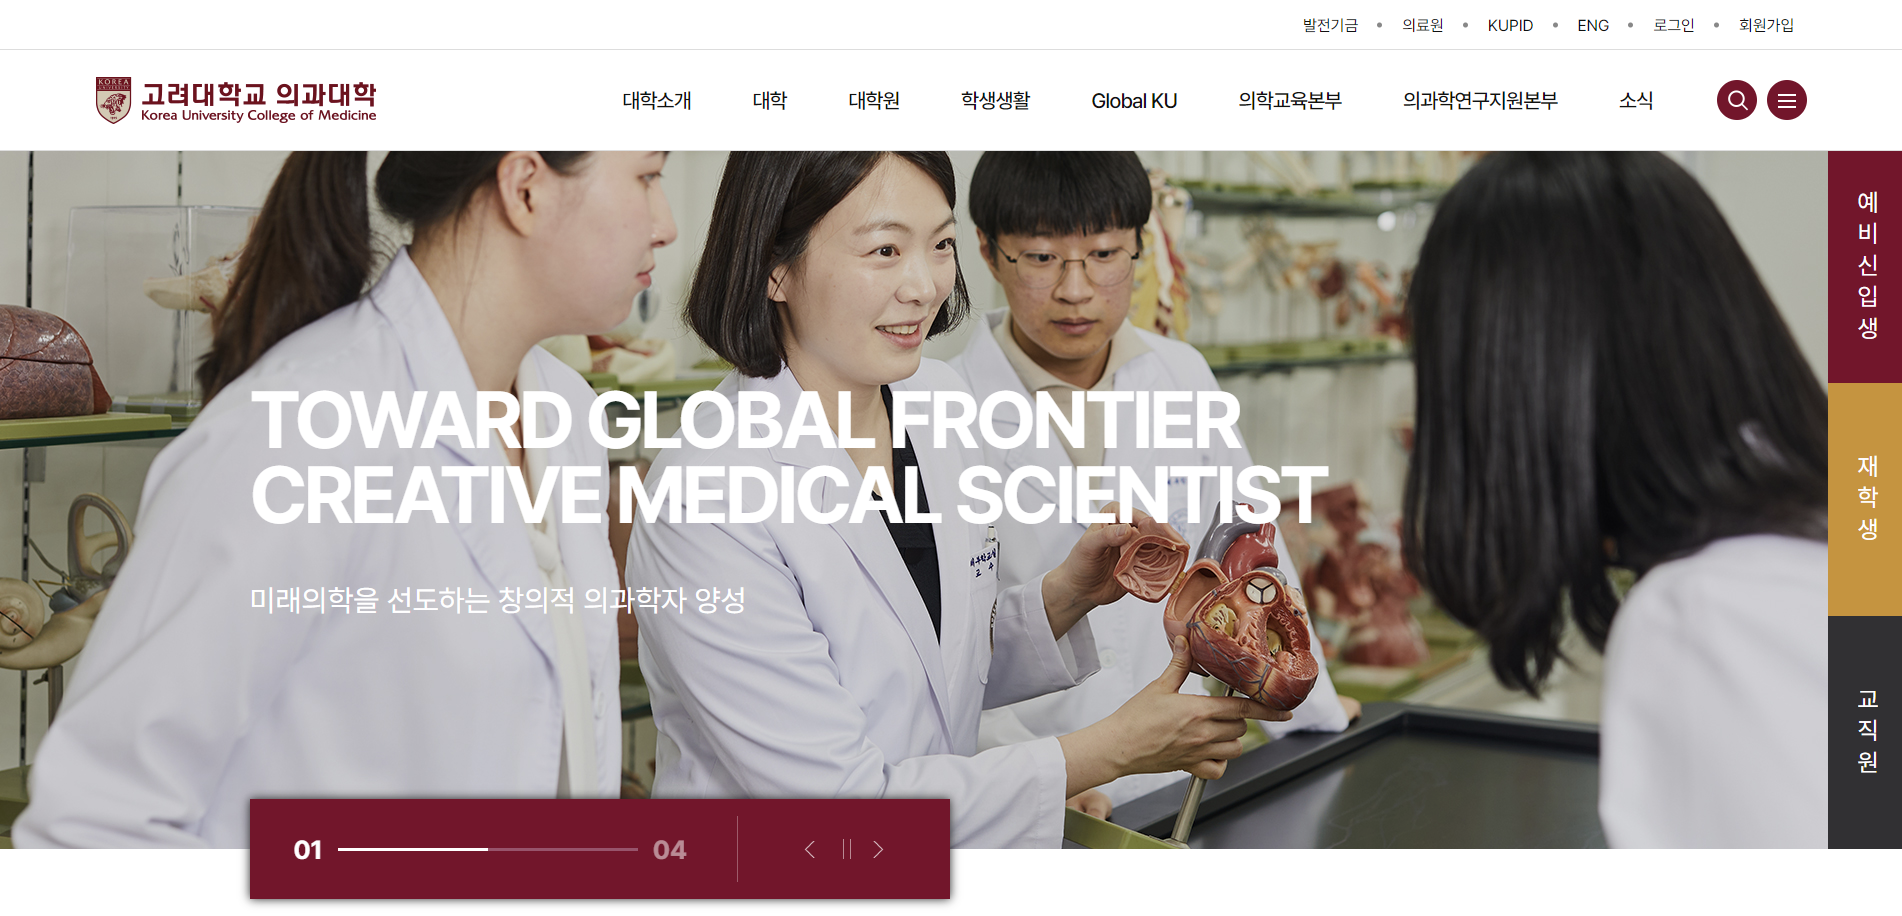 발전기금 • 의료원 • KUPID • ENG • 로그인 • 회원가입
KOREA
UNIVERSITY
고려대학교 의과대학
Korea University College of Medicine
대학소개 대학 대학원 학생생활 Global KU 의학교육본부 의과학연구지원본부 소식
예비신입생
재학생
교직원
TOWARD GLOBAL FRONTIER
CREATIVE MEDICAL SCIENTIST
미래의학을 선도하는 창의적 의과학자 양성
교수
01 04